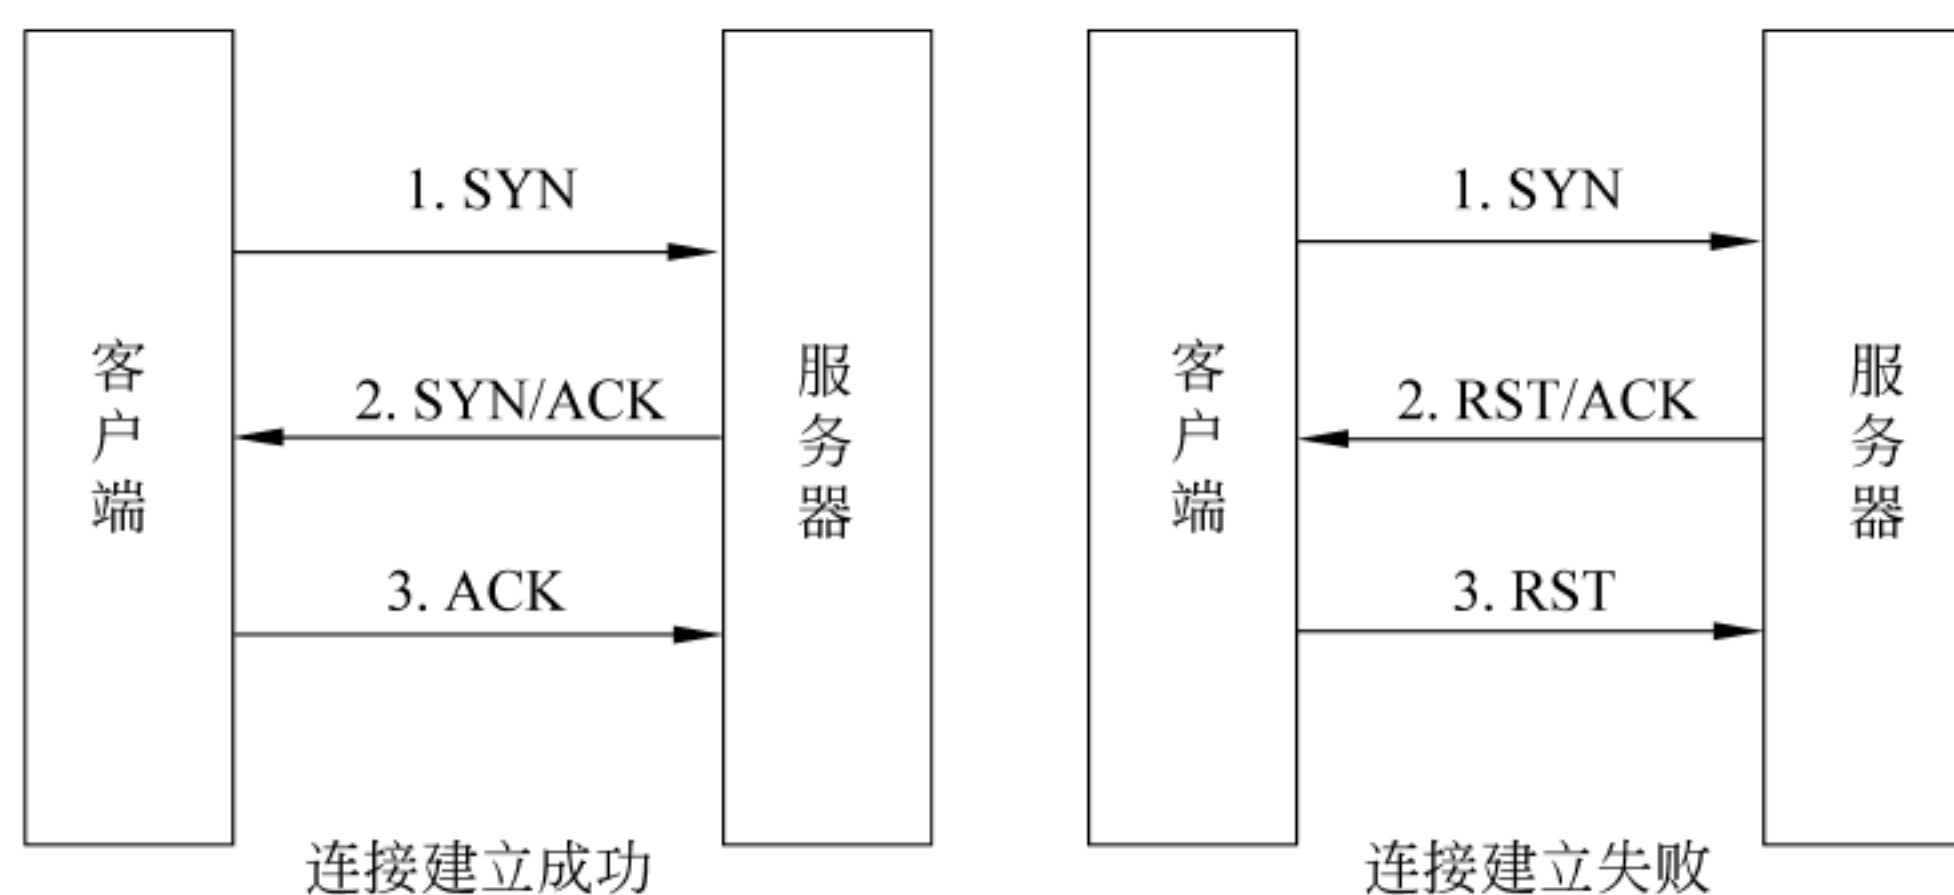 客户端
1. SYN
2. SYN/ACK
3. ACK
服务器
连接建立成功
客户端
1. SYN
2. RST/ACK
3. RST
服务器
连接建立失败